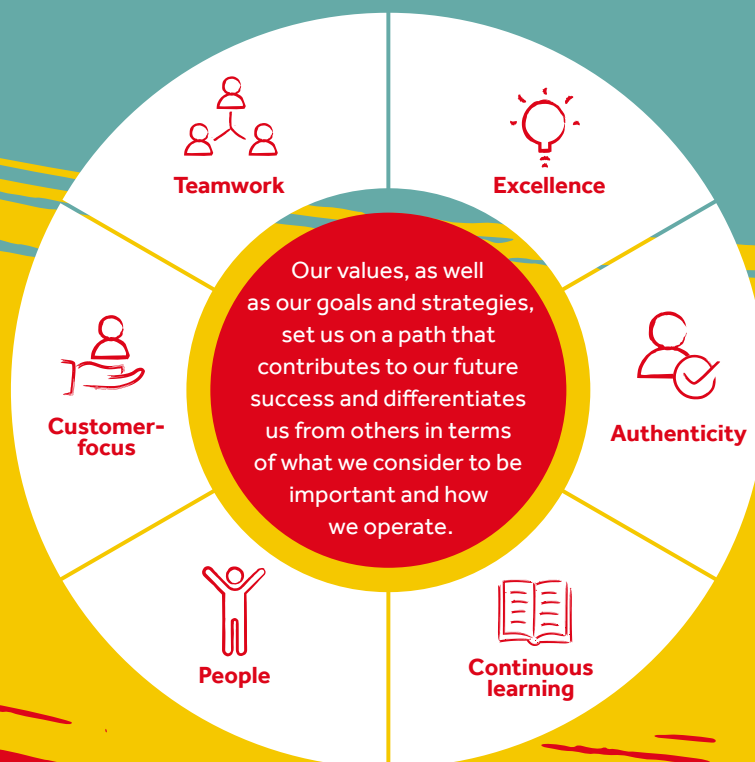 Teamwork
Excellence
Our values, as well
as our goals and strategies,
set us on a path that
contributes to our future
success and differentiates
us from others in terms
of what we consider to be
important and how
we operate.
Customer-
focus
Authenticity
People
Continuous
learning